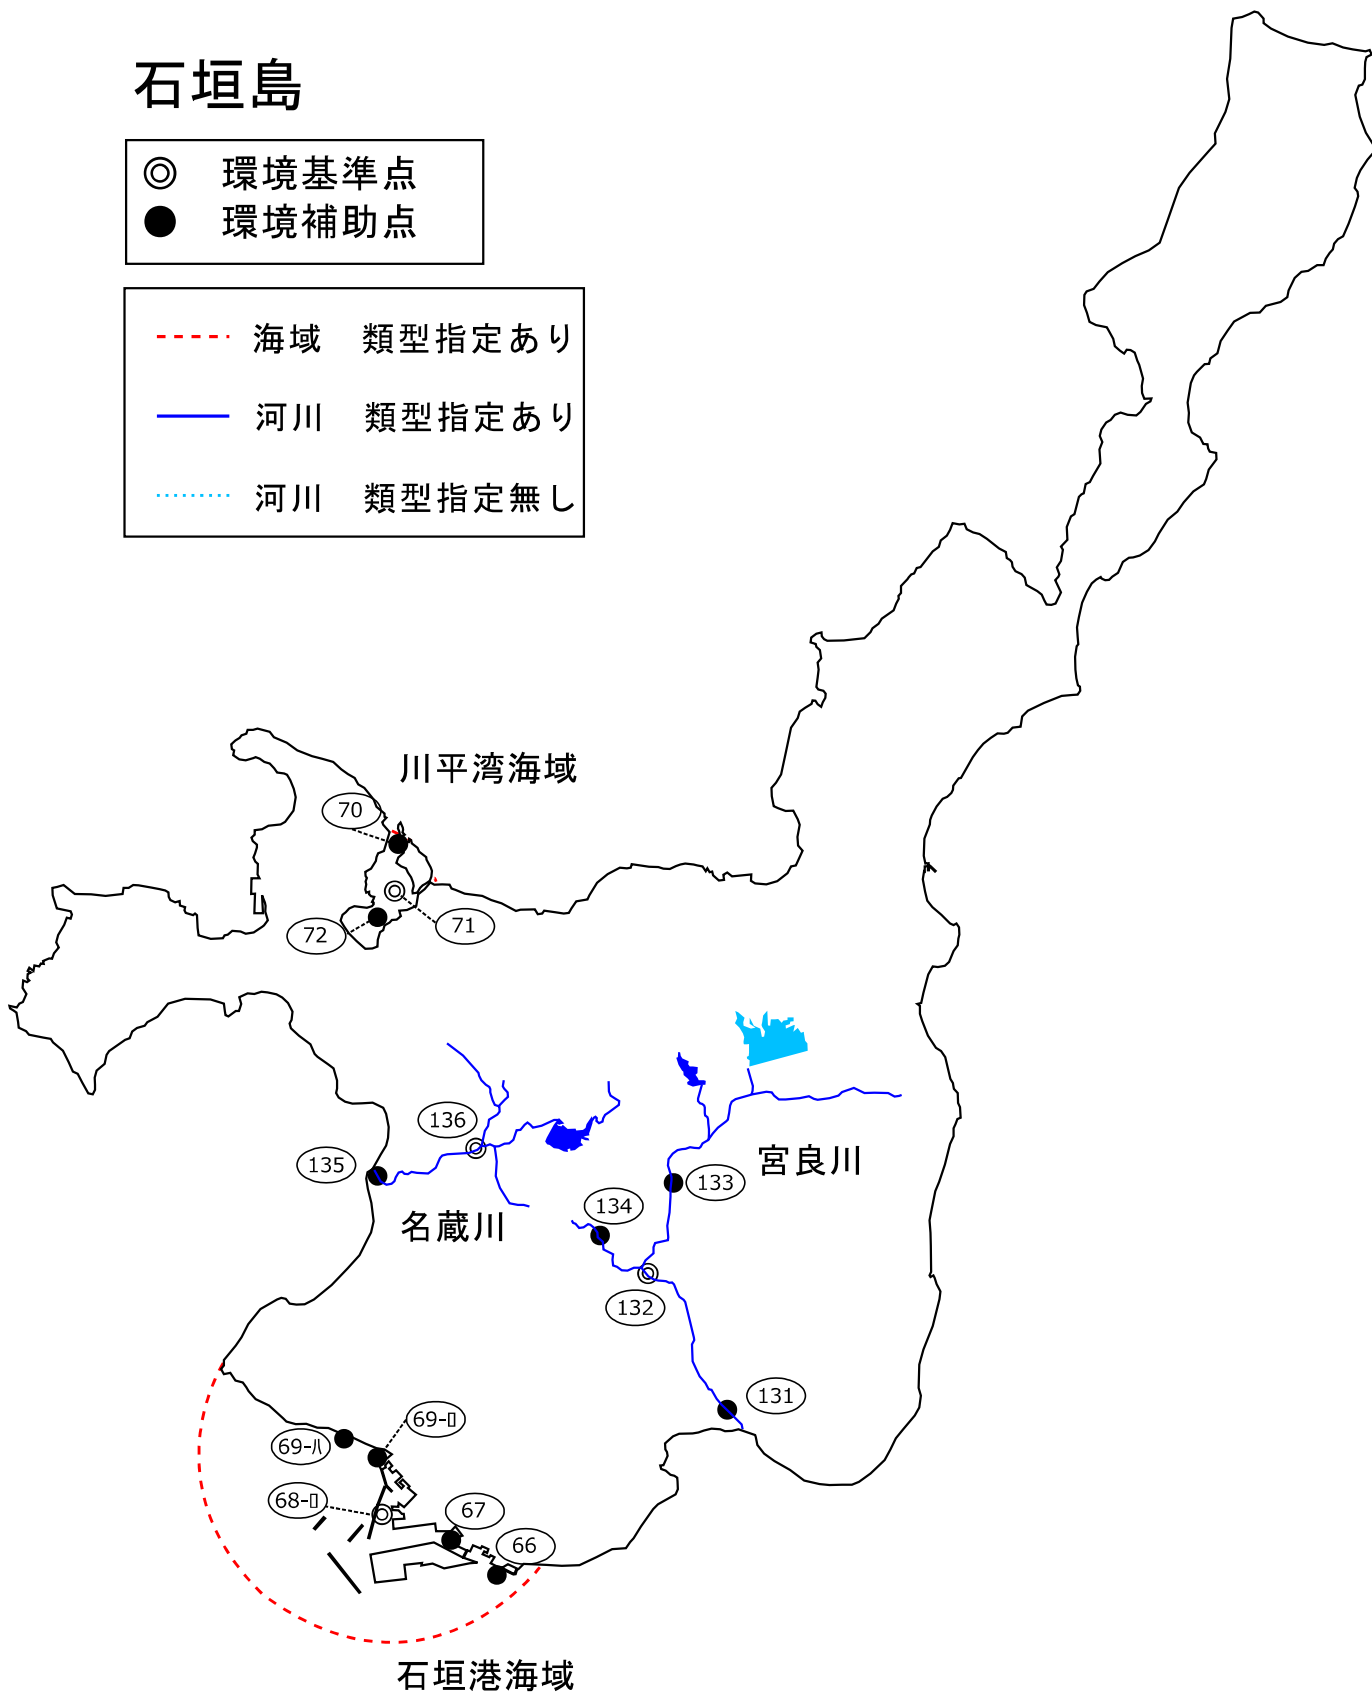 石垣島
環境基準点
環境補助点
海域 類型指定あり
河川 類型指定あり
河川 類型指定無し
川平湾海域
70
71
72
136
135
名蔵川
宮良川
133
134
132
131
69-ロ
69-ハ
68-ロ
67
66
石垣港海域